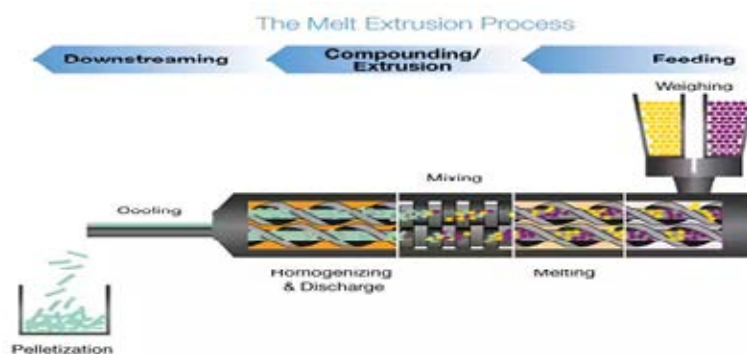 The Melt Extrusion Process
Downstreaming
Compounding/
Extrusion
Feeding
Weighing
Mixing
Cooling
Homogenizing
& Discharge
Melting
Pelletization